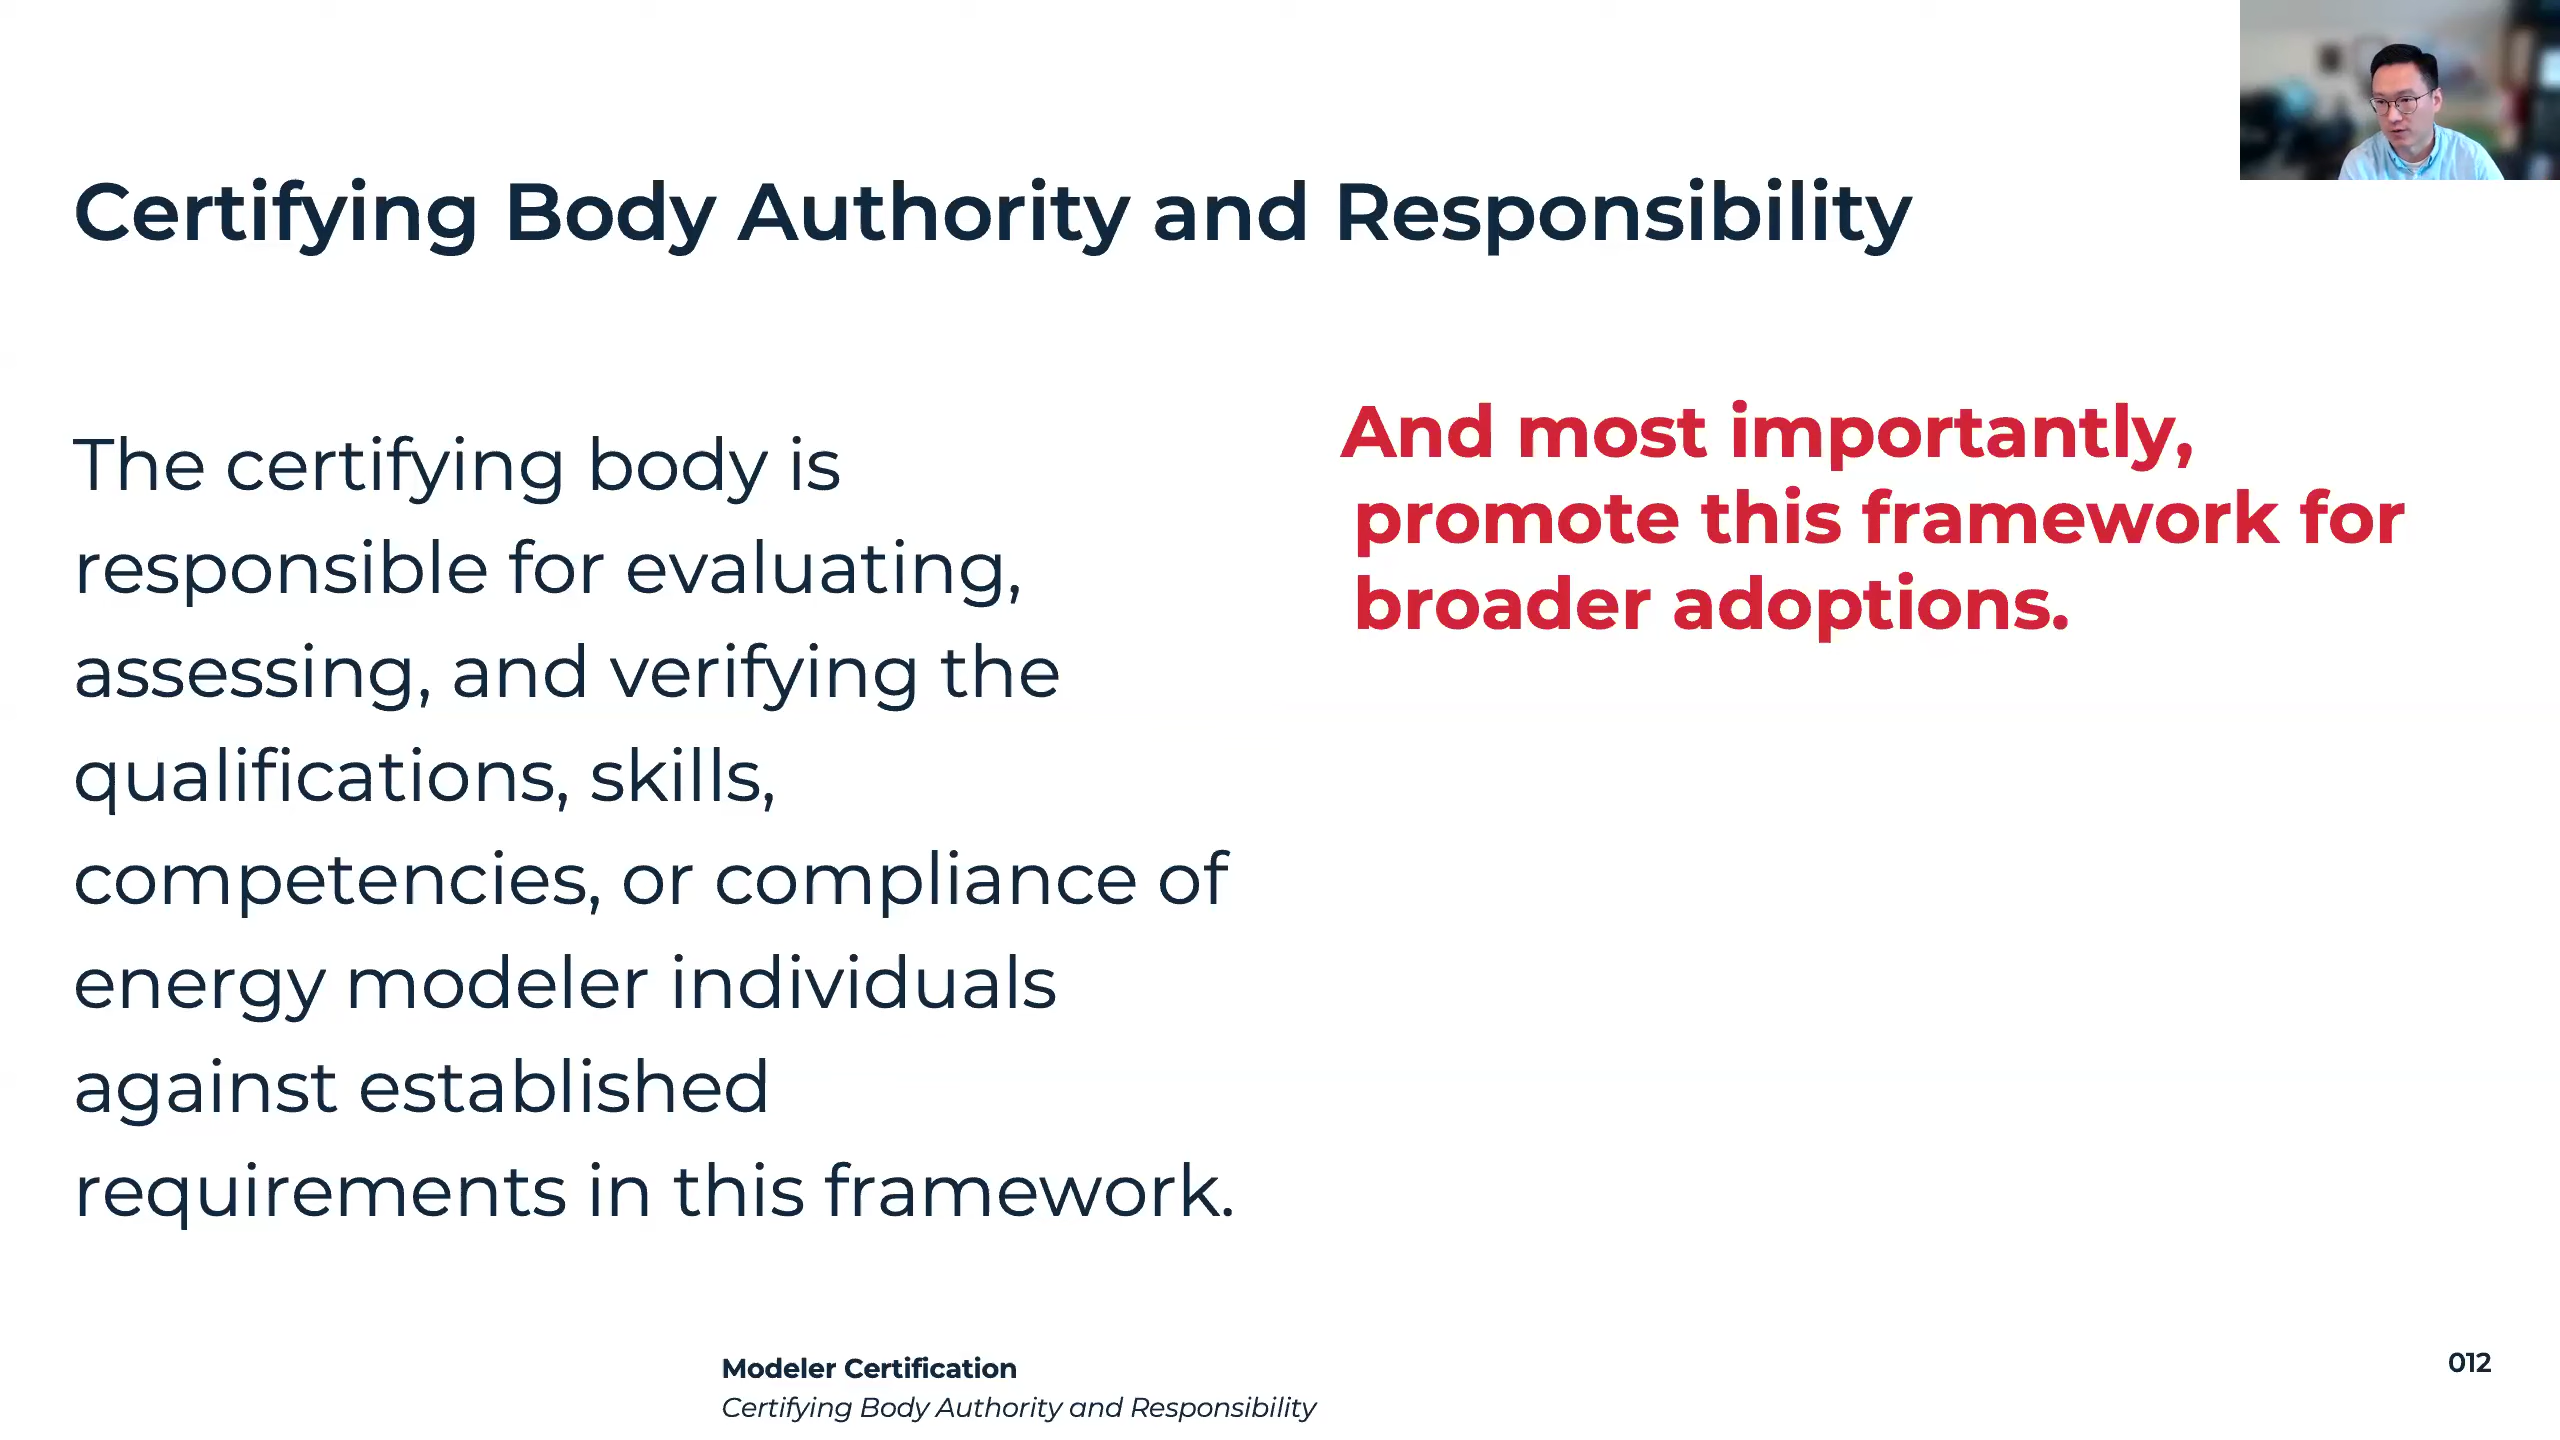 Certifying Body Authority and Responsibility
The certifying body is
responsible for evaluating,
assessing, and verifying the
qualifications, skills,
competencies, or compliance of
energy modeler individuals
against established
requirements in this framework.
And most importantly,
promote this framework for
broader adoptions.
Modeler Certification
Certifying Body Authority and Responsibility
012